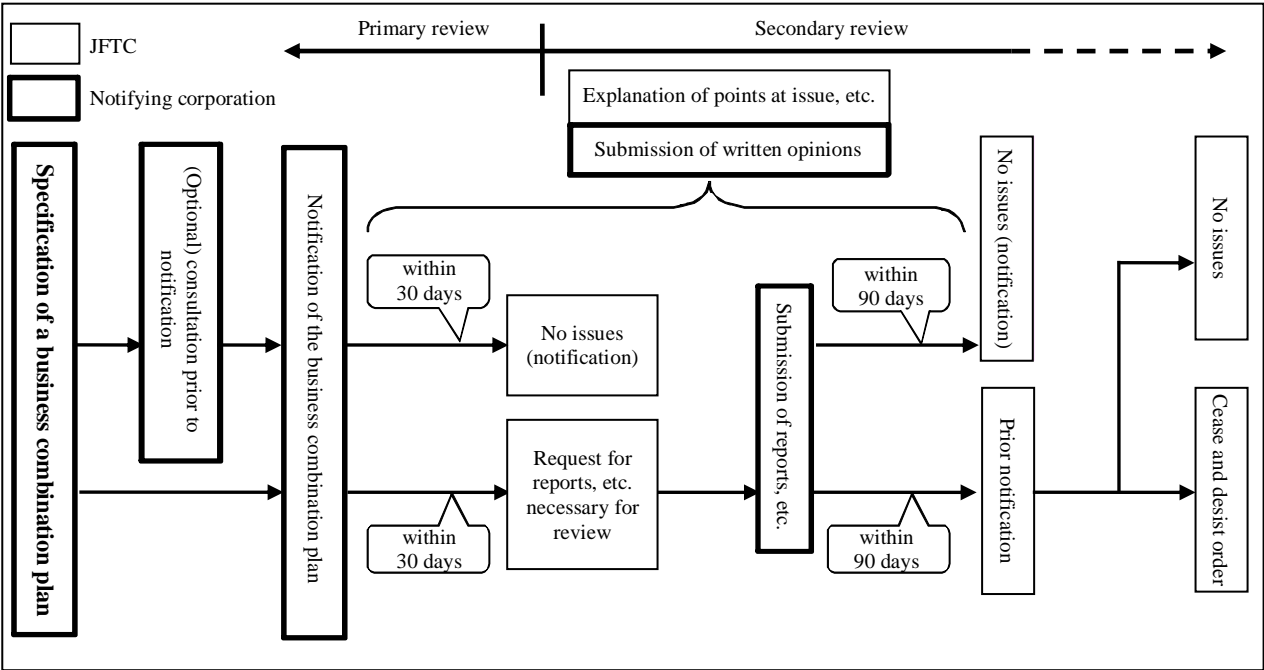 JFTC
Notifying corporation
Primary review
Secondary review
Explanation of points at issue, etc.
Submission of written opinions
Specification of a business combination plan
(Optional) consultation prior to
notification
Notification of the business combination plan
within
30 days
No issues
(notification)
within
30 days
Request for
reports, etc.
necessary for
review
Submission of reports, etc.
within
90 days
within
90 days
No issues (notification)
Prior notification
No issues
Cease and desist order